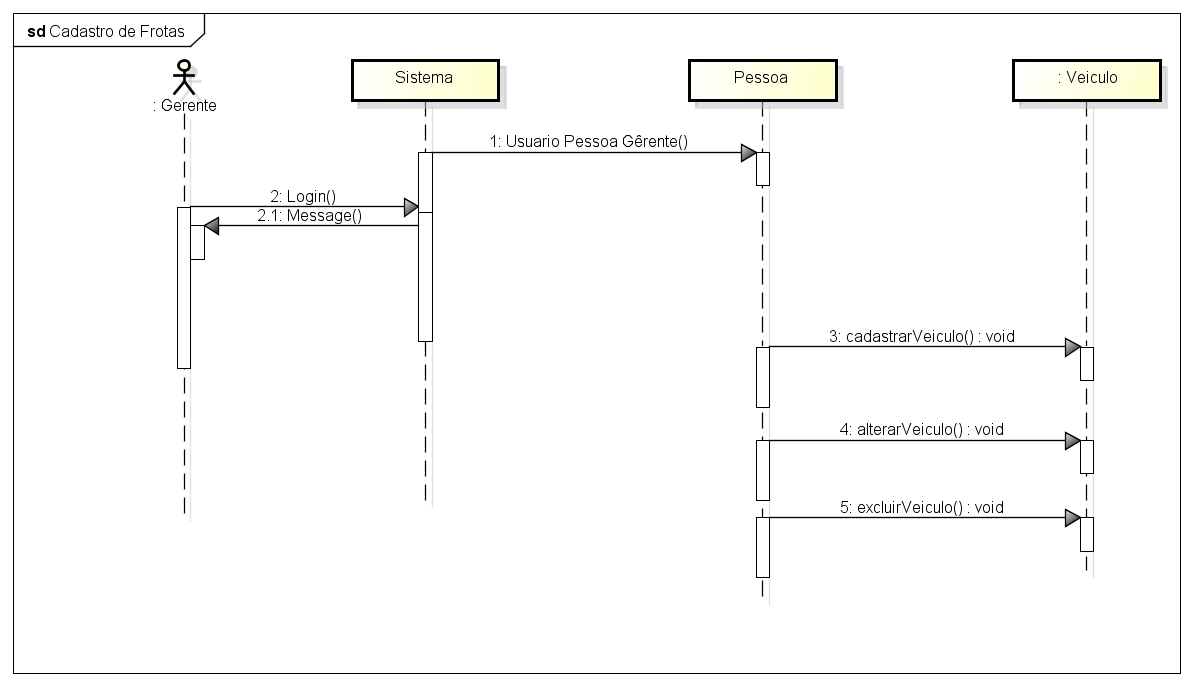 sd Cadastro de Frotas
: Gerente
Sistema
Pessoa
: Veiculo
1: Usuario Pessoa Gêrente()
2: Login()
2.1: Message()
3: cadastrarVeiculo() : void
4: alterarVeiculo() : void
5: excluirVeiculo() : void